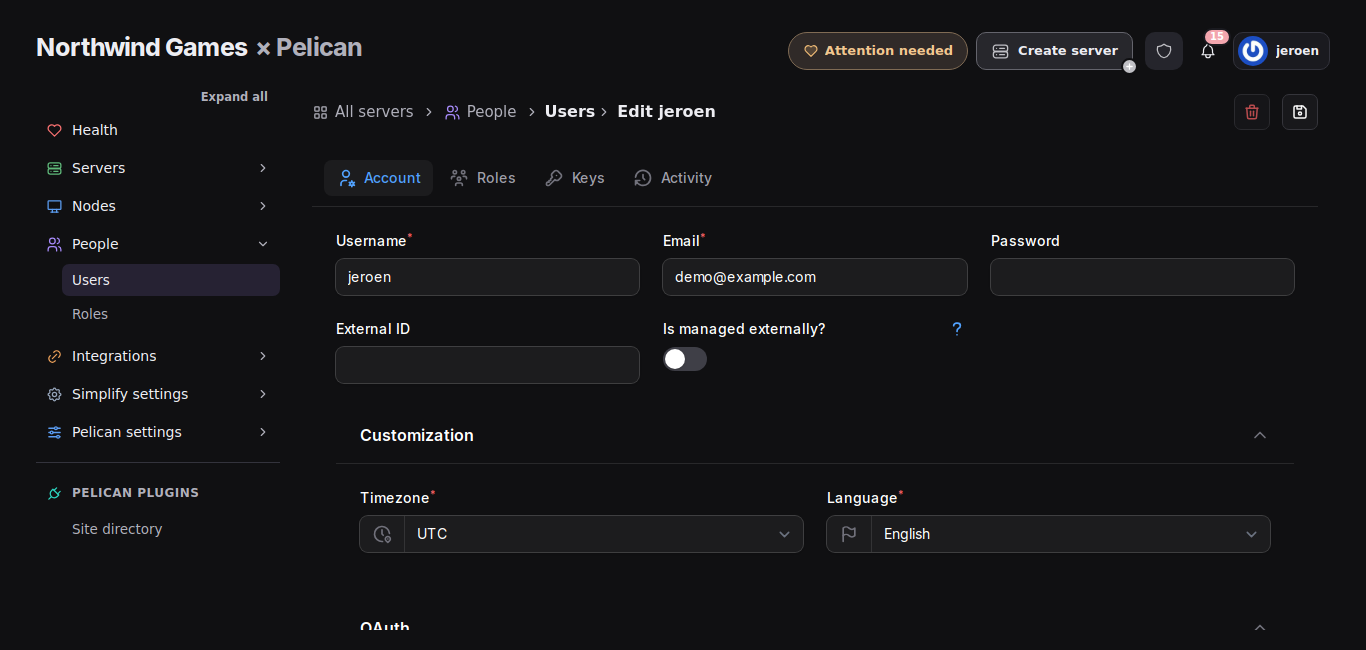 Northwind Games × Pelican
Attention needed
Create server
15
jeroen
Expand all
Health
Servers
Nodes
People
Users
Roles
Integrations
Simplify settings
Pelican settings
PELICAN PLUGINS
Site directory
All servers > People > Users > Edit jeroen
Account Roles Keys Activity
Username* Email* Password
jeroen demo@example.com
External ID Is managed externally? ?
Customization
Timezone* Language*
UTC English
OAuth